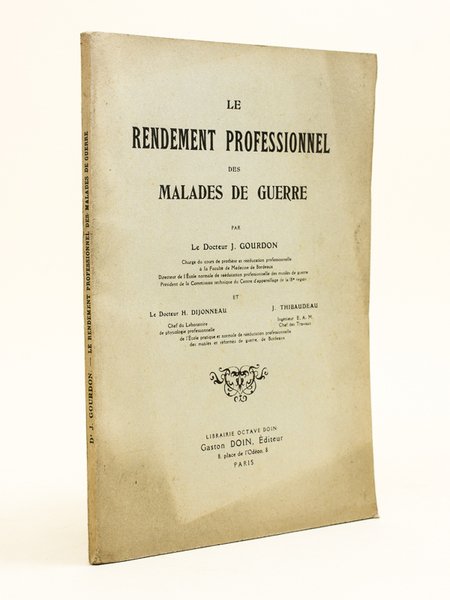 LE
RENDEMENT PROFESSIONNEL
DES
MALADES DE GUERRE
PAR
Le Docteur J. GOURDON
Chargé du cours de prothèse et rééducation professionnelle
à la Faculté de Médecine de Bordeaux
Directeur de l'École normale de rééducation professionnelle des mutilés de guerre
Président de la Commission technique du Centre d'appareillage de la 18e région
ET
Le Docteur H. DIJONNEAU
Chef du Laboratoire
de physiologie professionnelle
J. THIBAUDEAU
Ingénieur E. A. M.
Chef des Travaux
de l'École pratique et normale de rééducation professionnelle
des mutilés et réformés de guerre, de Bordeaux
LIBRAIRIE OCTAVE DOIN
Gaston DOIN, Éditeur
8, place de l'Odéon, 8
PARIS
Dr J. GOURDON — LE RENDEMENT PROFESSIONNEL DES MALADES DE GUERRE